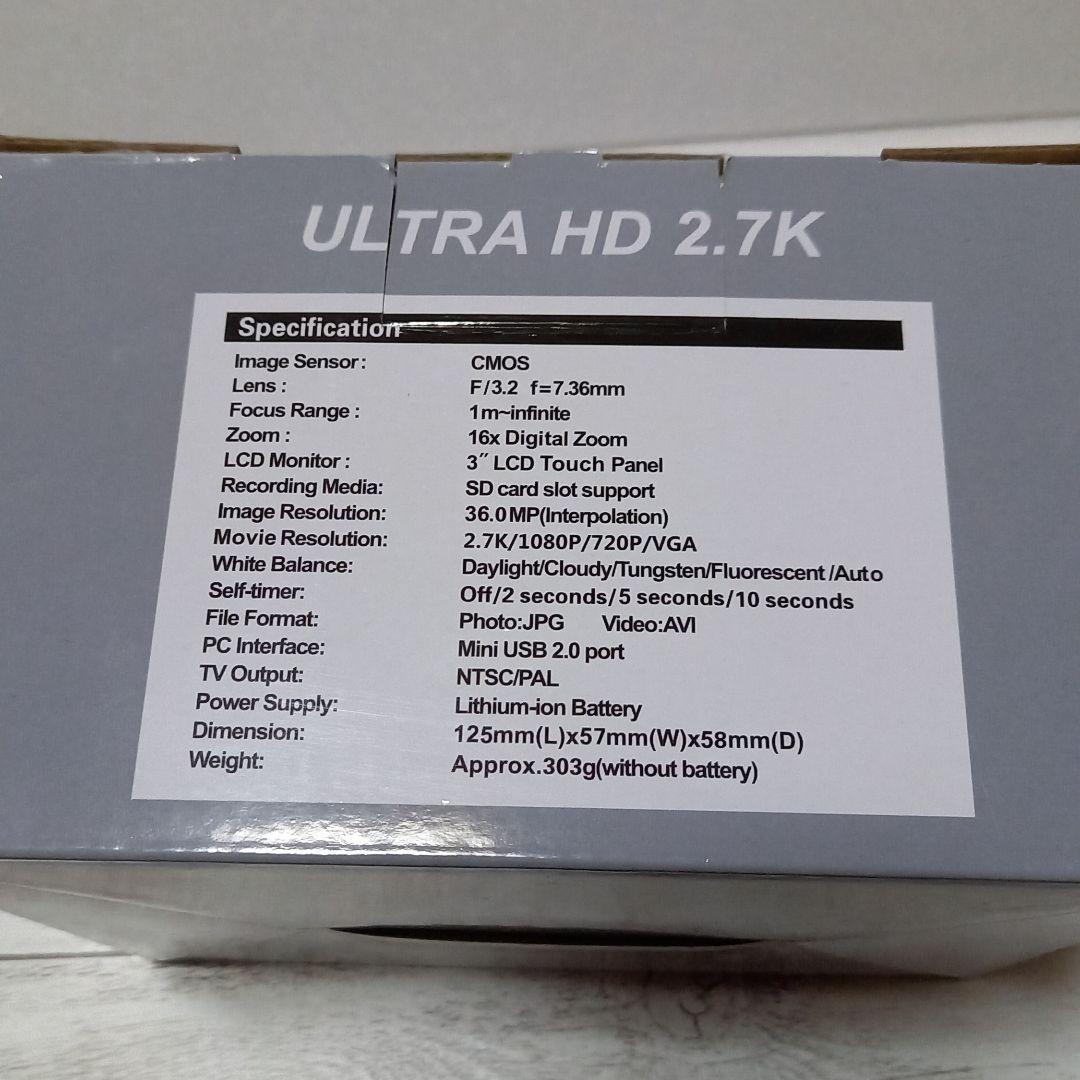 ULTRA HD 2.7K
Specification
Image Sensor: CMOS
Lens : F/3.2 f=7.36mm
Focus Range : 1m~infinite
Zoom : 16x Digital Zoom
LCD Monitor : 3″ LCD Touch Panel
Recording Media: SD card slot support
Image Resolution: 36.0MP(Interpolation)
Movie Resolution: 2.7K/1080P/720P/VGA
White Balance: Daylight/Cloudy/Tungsten/Fluorescent /Auto
Self-timer: Off/2 seconds/5 seconds/10 seconds
File Format: Photo:JPG Video:AVI
PC Interface: Mini USB 2.0 port
TV Output: NTSC/PAL
Power Supply: Lithium-ion Battery
Dimension: 125mm(L)x57mm(W)x58mm(D)
Weight: Approx.303g(without battery)